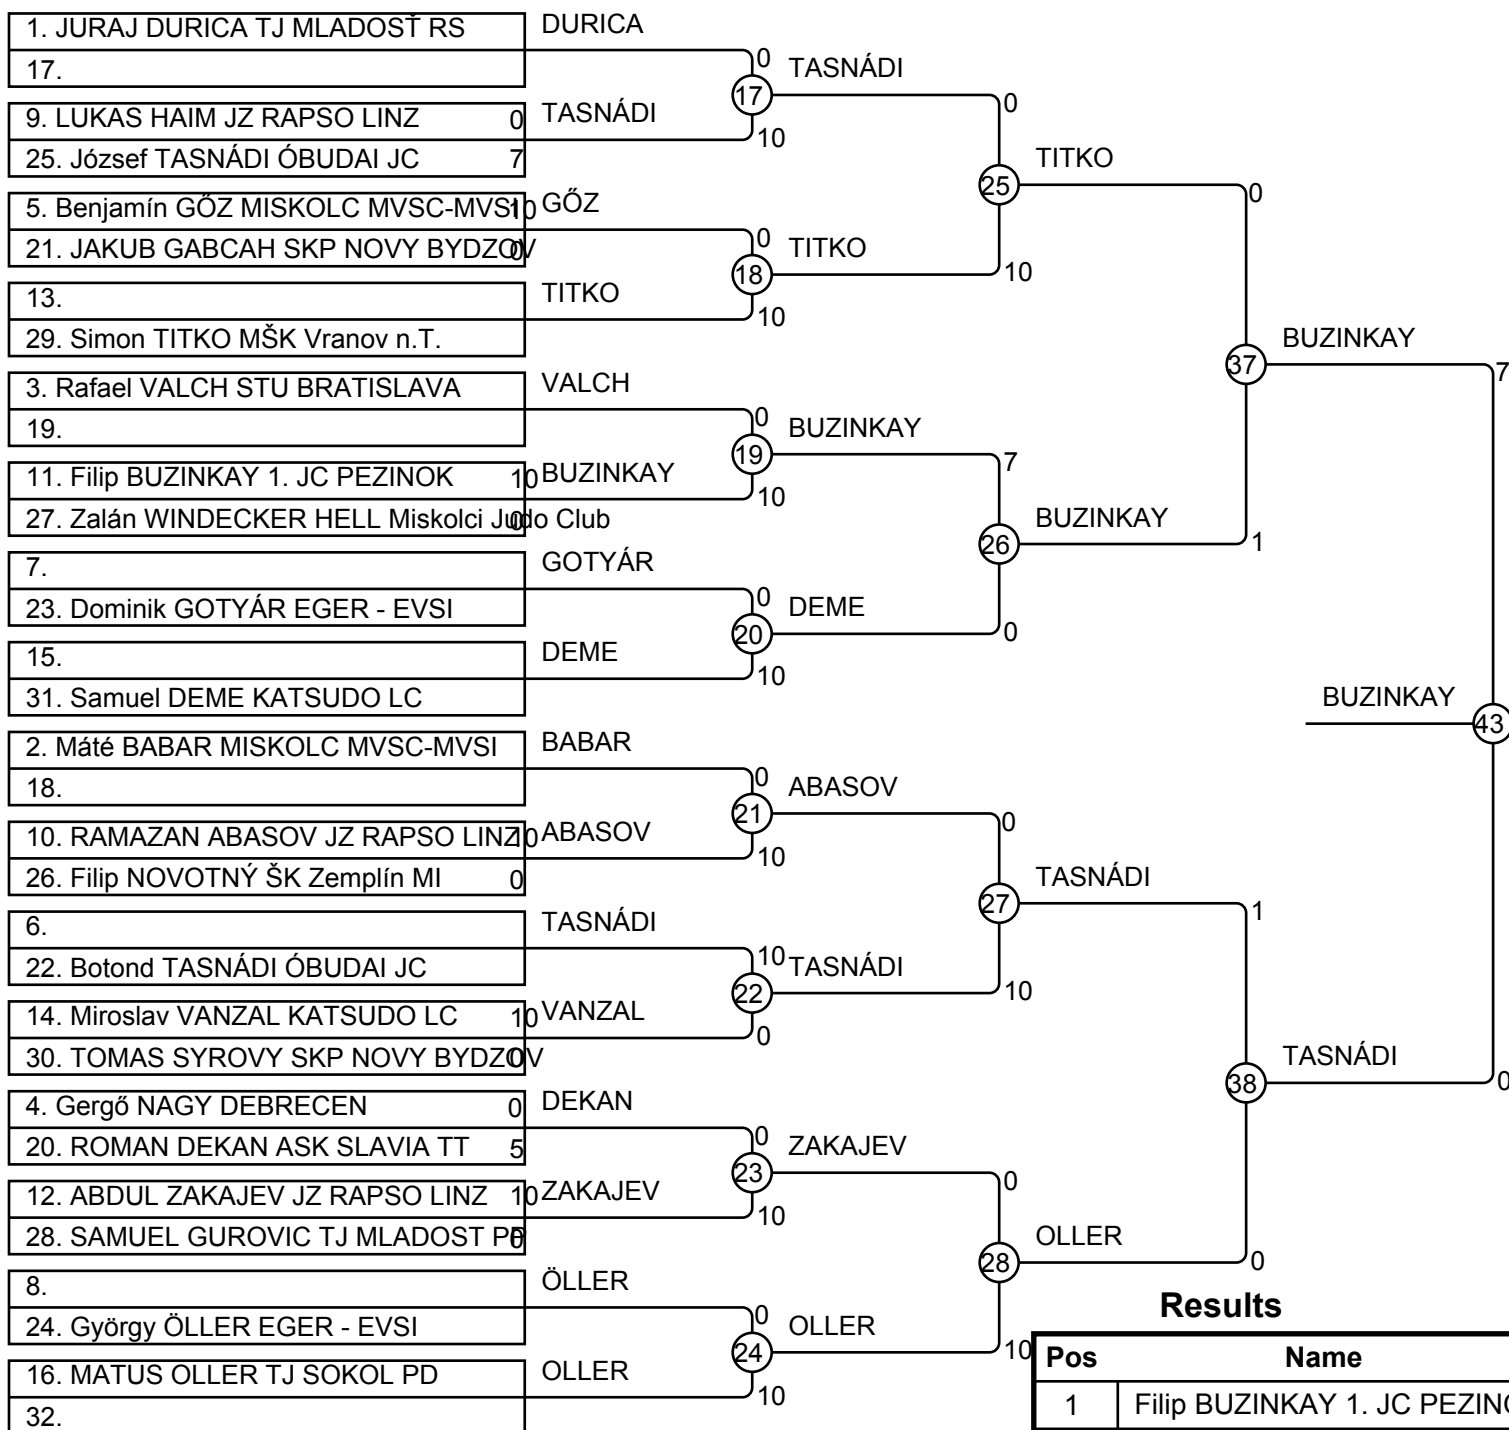 1. JURAJ DURICA TJ MLADOSŤ RS
17.
9. LUKAS HAIM JZ RAPSO LINZ 0
25. József TASNÁDI ÓBUDAI JC 7
5. Benjamín GŐZ MISKOLC MVSC-MVSI 10
21. JAKUB GABCAH SKP NOVY BYDZOV 0
13.
29. Simon TITKO MŠK Vranov n.T.
3. Rafael VALCH STU BRATISLAVA
19.
11. Filip BUZINKAY 1. JC PEZINOK 10
27. Zalán WINDECKER HELL Miskolci Judo Club 0
7.
23. Dominik GOTYÁR EGER - EVSI
15.
31. Samuel DEME KATSUDO LC
2. Máté BABAR MISKOLC MVSC-MVSI
18.
10. RAMAZAN ABASOV JZ RAPSO LINZ 10
26. Filip NOVOTNÝ ŠK Zemplín MI 0
6.
22. Botond TASNÁDI ÓBUDAI JC
14. Miroslav VANZAL KATSUDO LC 10
30. TOMAS SYROVY SKP NOVY BYDZOV 0
4. Gergő NAGY DEBRECEN 0
20. ROMAN DEKAN ASK SLAVIA TT 5
12. ABDUL ZAKAJEV JZ RAPSO LINZ 10
28. SAMUEL GUROVIC TJ MLADOST PP 0
8.
24. György ÖLLER EGER - EVSI
16. MATUS OLLER TJ SOKOL PD
32.
DURICA
0
17
TASNÁDI
10
GŐZ
0
18
TITKO
10
VALCH
0
19
BUZINKAY
10
GOTYÁR
0
20
DEME
10
BABAR
0
21
ABASOV
10
TASNÁDI
10
22
VANZAL
0
DEKAN
0
23
ZAKAJEV
10
ÖLLER
0
24
OLLER
10
TASNÁDI
0
25
TITKO
10
BUZINKAY
7
26
DEME
0
ABASOV
0
27
TASNÁDI
10
ZAKAJEV
0
28
OLLER
10
TITKO
0
37
BUZINKAY
1
TASNÁDI
1
38
OLLER
0
BUZINKAY
7
BUZINKAY
43
TASNÁDI
0
Results
Pos Name
1 Filip BUZINKAY 1. JC PEZINO